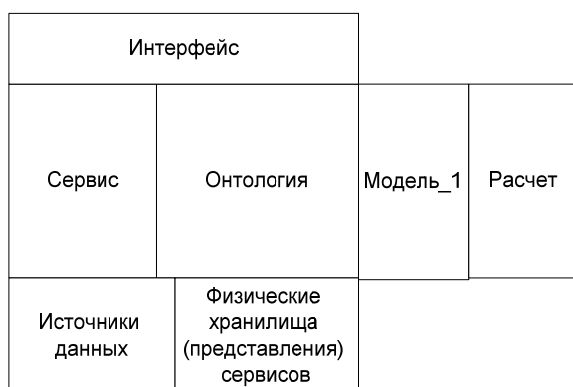 Интерфейс
Сервис
Онтология
Модель_1
Расчет
Источники
данных
Физические
хранилища
(представления)
сервисов